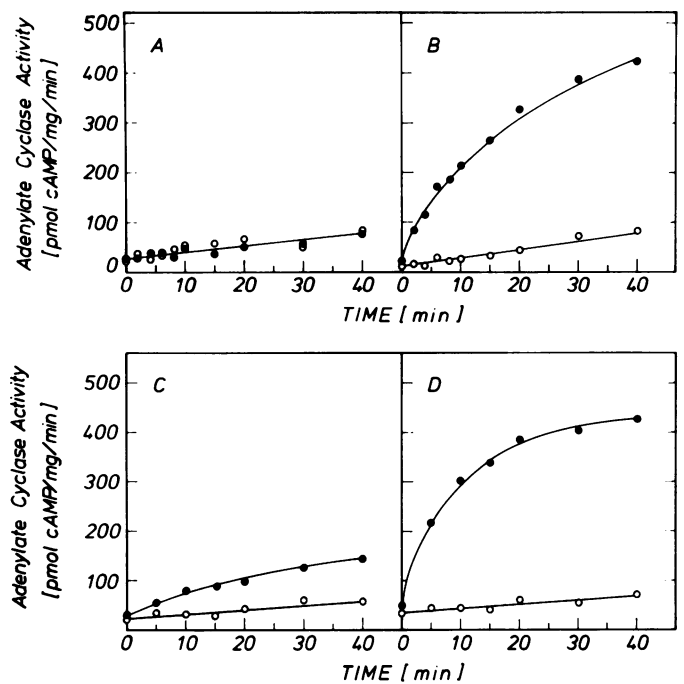 Adenylate Cyclase Activity
[pmol cAMP/mg/min]
500
400
300
200
100
0
A
B
0 10 20 30 40 0 10 20 30 40
TIME [min]
Adenylate Cyclase Activity
[pmol cAMP/mg/min]
500
400
300
200
100
C
D
0 10 20 30 40 0 10 20 30 40
TIME [min]